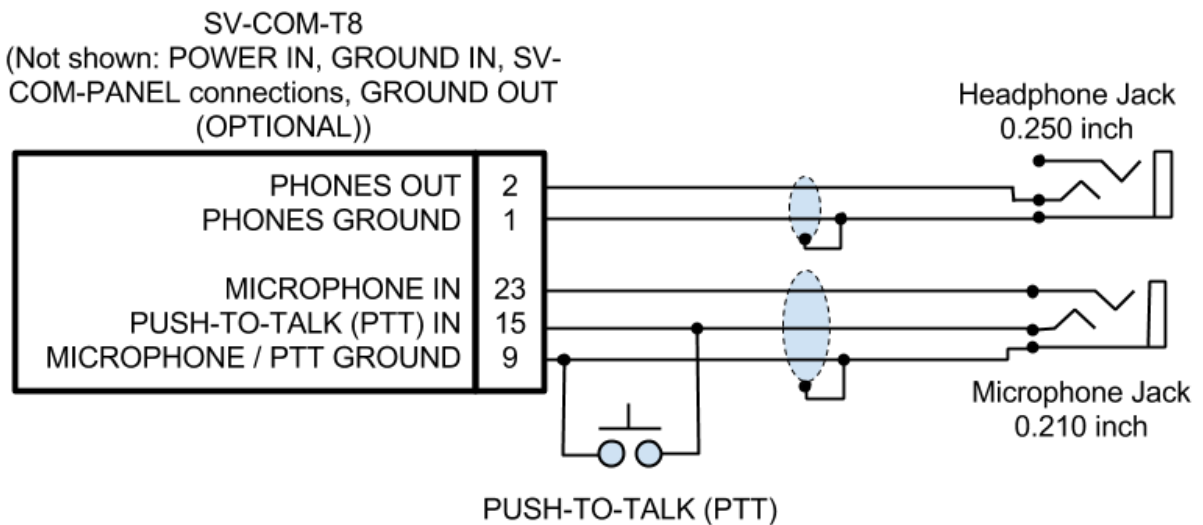 SV-COM-T8
(Not shown: POWER IN, GROUND IN, SV-
COM-PANEL connections, GROUND OUT
(OPTIONAL))
Headphone Jack
0.250 inch
PHONES OUT 2
PHONES GROUND 1
MICROPHONE IN 23
PUSH-TO-TALK (PTT) IN 15
MICROPHONE / PTT GROUND 9
Microphone Jack
0.210 inch
PUSH-TO-TALK (PTT)